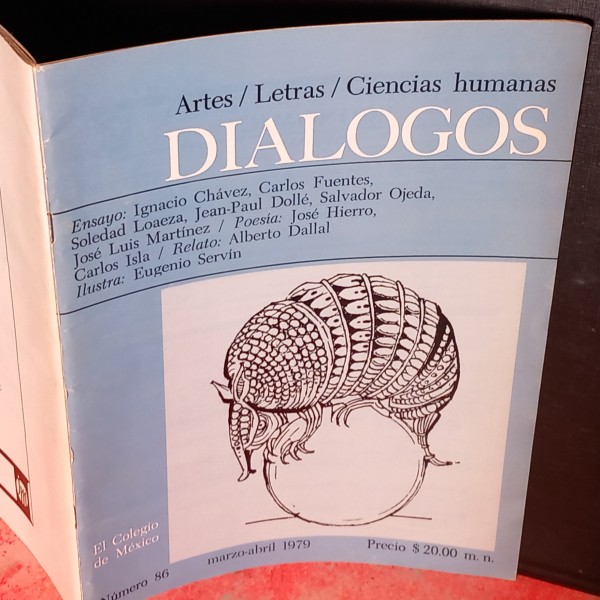 Artes / Letras / Ciencias humanas
DIALOGOS
Ensayo: Ignacio Chávez, Carlos Fuentes,
Soledad Loaeza, Jean-Paul Dollé, Salvador Ojeda,
José Luis Martínez / Poesía: José Hierro,
Carlos Isla / Relato: Alberto Dallal
Ilustra: Eugenio Servín
El Colegio
de México
Número 86 marzo-abril 1979 Precio $ 20.00 m. n.